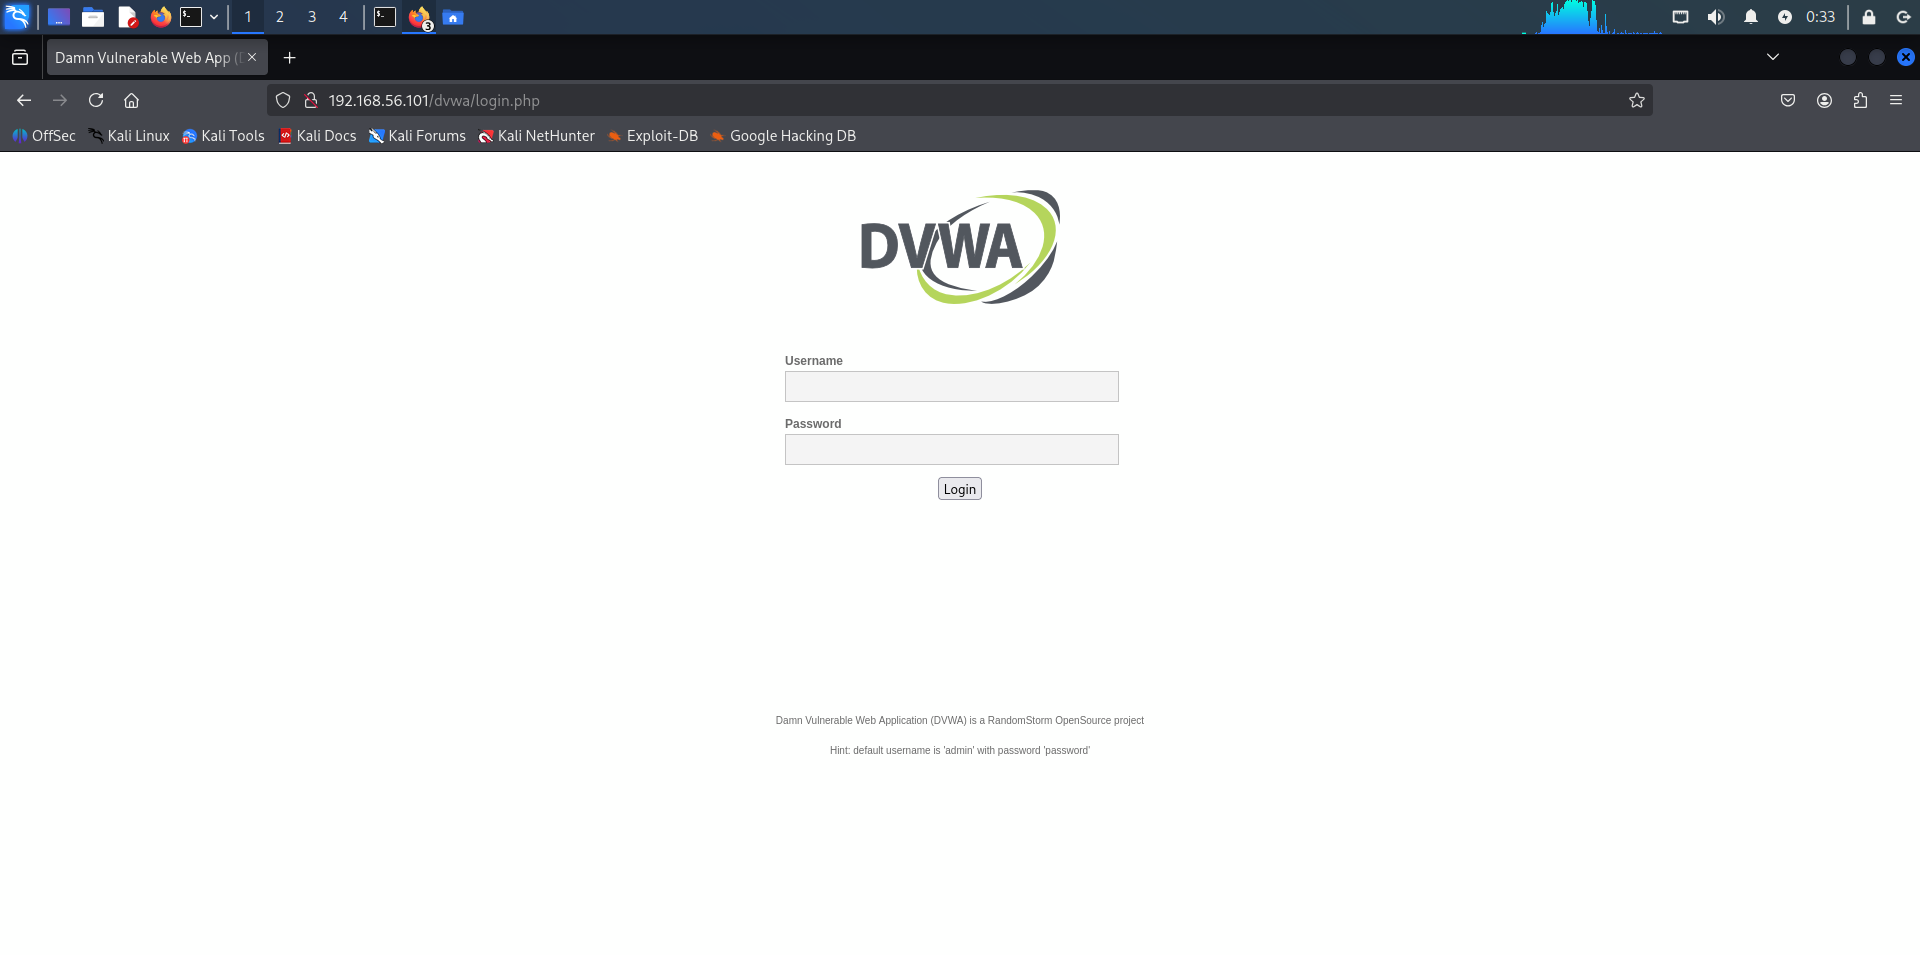 1 2 3 4 3 0:33
Damn Vulnerable Web App (D
192.168.56.101/dvwa/login.php
OffSec Kali Linux Kali Tools Kali Docs Kali Forums Kali NetHunter Exploit-DB Google Hacking DB
DVWA
Username
Password
Login
Damn Vulnerable Web Application (DVWA) is a RandomStorm OpenSource project
Hint: default username is 'admin' with password 'password'